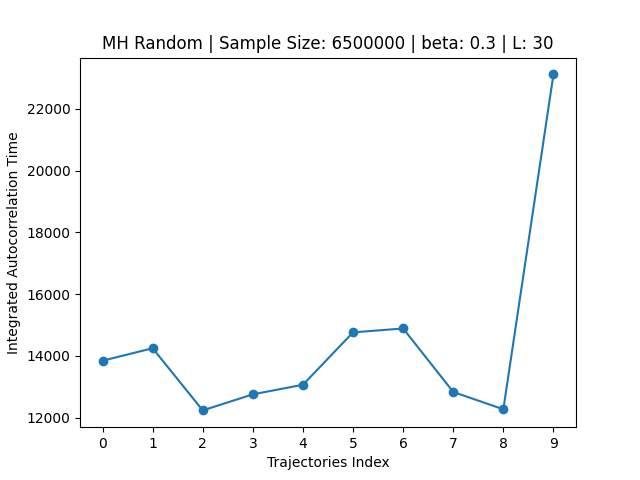 MH Random | Sample Size: 6500000 | beta: 0.3 | L: 30
Integrated Autocorrelation Time
22000
20000
18000
16000
14000
12000
0 1 2 3 4 5 6 7 8 9
Trajectories Index